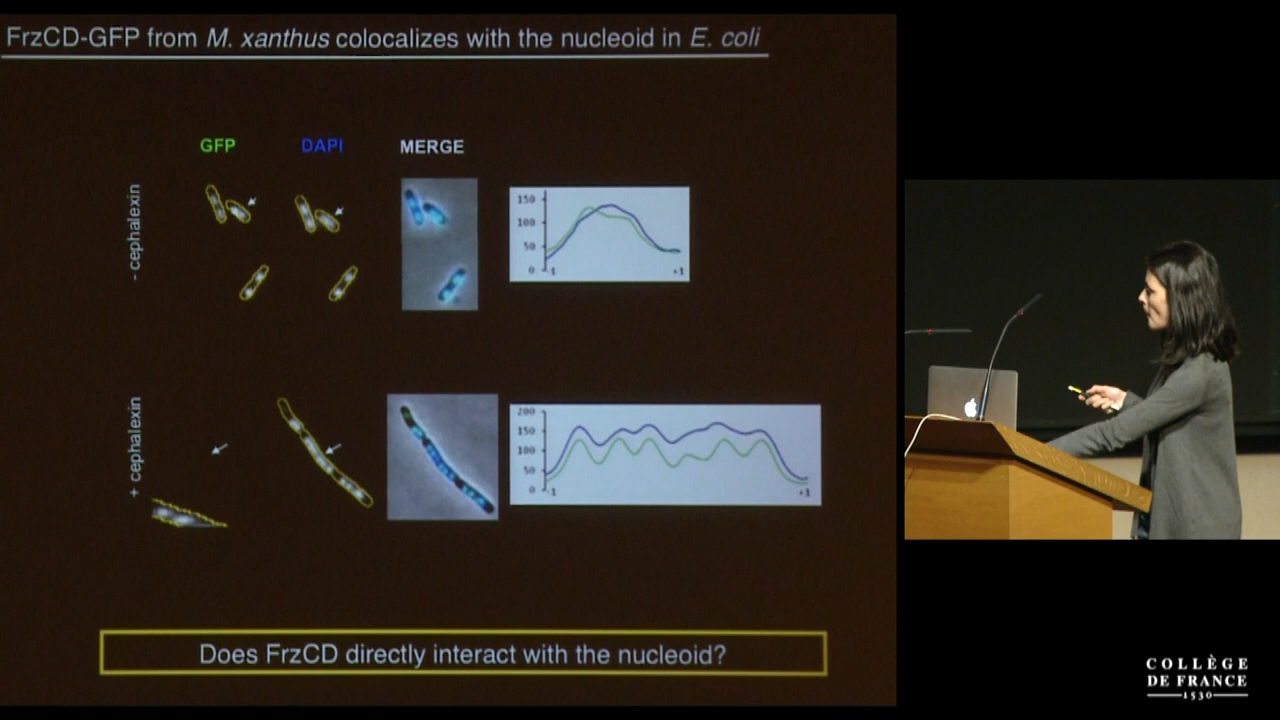 FrzCD-GFP from M. xanthus colocalizes with the nucleoid in E. coli
GFP DAPI MERGE
- cephalexin
150
100
50
0
-1 +1
+ cephalexin
200
150
100
50
0
-1 +1
Does FrzCD directly interact with the nucleoid?
COLLÈGE
DE FRANCE
1530